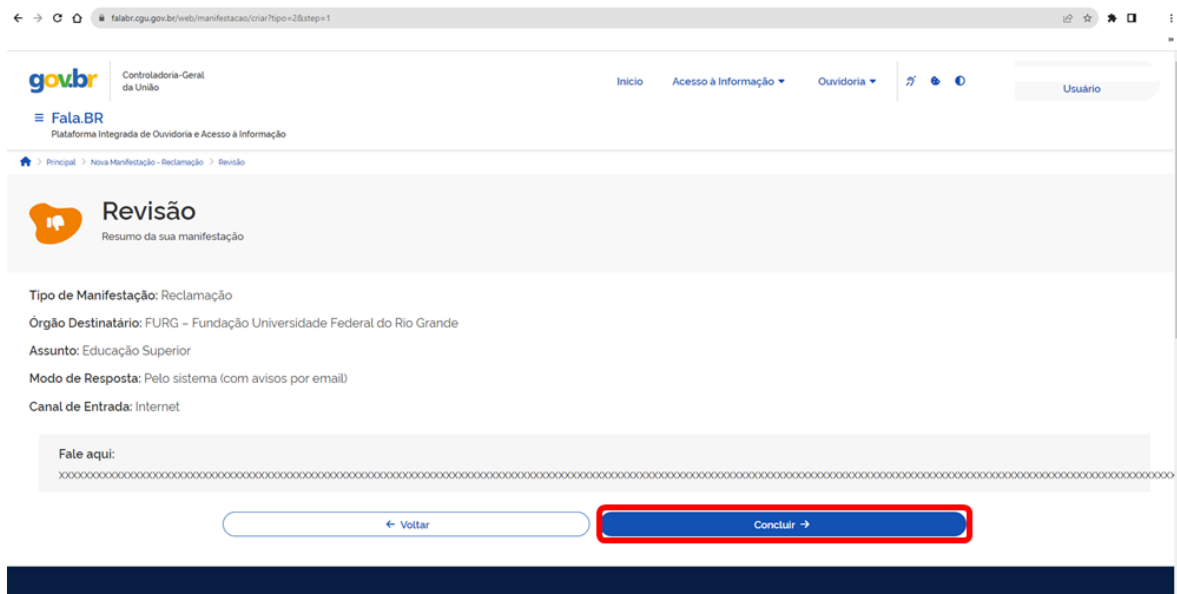 falabr.cgu.gov.br/web/manifestacao/criar?tipo=2&step=1
»
gov.br
Controladoria-Geral
da União
Início Acesso à Informação Ouvidoria
Usuário
≡ Fala.BR
Plataforma Integrada de Ouvidoria e Acesso à Informação
> Principal > Nova Manifestação - Reclamação > Revisão
Revisão
Resumo da sua manifestação
Tipo de Manifestação: Reclamação
Órgão Destinatário: FURG – Fundação Universidade Federal do Rio Grande
Assunto: Educação Superior
Modo de Resposta: Pelo sistema (com avisos por email)
Canal de Entrada: Internet
Fale aqui:
← Voltar
Concluir →